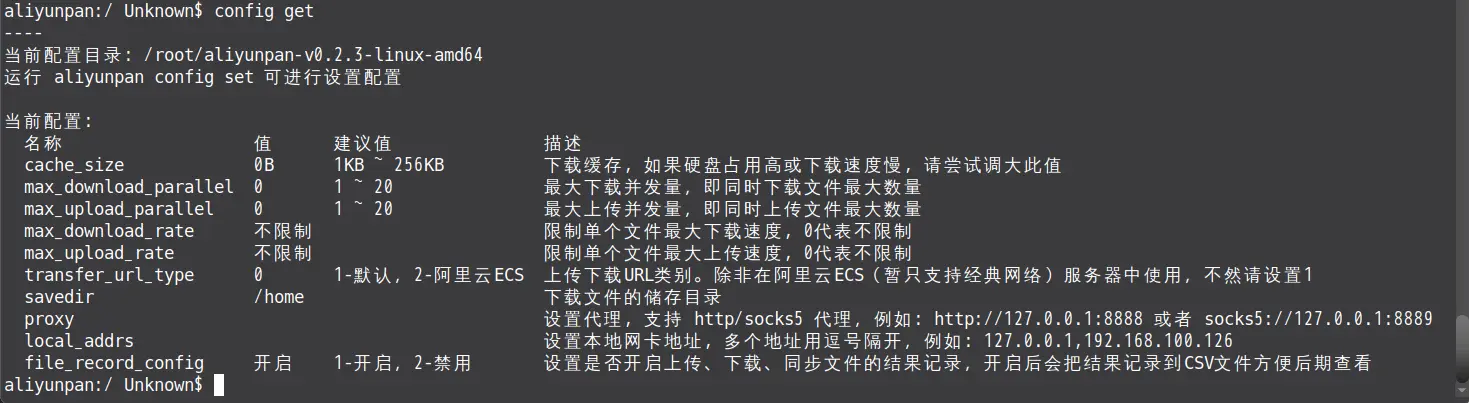 aliyunpan:/ Unknown$ config get
----
当前配置目录: /root/aliyunpan-v0.2.3-linux-amd64
运行 aliyunpan config set 可进行设置配置
当前配置:
名称 值 建议值 描述
cache_size 0B 1KB ~ 256KB 下载缓存, 如果硬盘占用高或下载速度慢, 请尝试调大此值
max_download_parallel 0 1 ~ 20 最大下载并发量, 即同时下载文件最大数量
max_upload_parallel 0 1 ~ 20 最大上传并发量, 即同时上传文件最大数量
max_download_rate 不限制 限制单个文件最大下载速度, 0代表不限制
max_upload_rate 不限制 限制单个文件最大上传速度, 0代表不限制
transfer_url_type 0 1-默认, 2-阿里云ECS 上传下载URL类别。除非在阿里云ECS（暂只支持经典网络）服务器中使用, 不然请设置1
savedir /home 下载文件的储存目录
proxy 设置代理, 支持 http/socks5 代理, 例如: http://127.0.0.1:8888 或者 socks5://127.0.0.1:8889
local_addrs 设置本地网卡地址, 多个地址用逗号隔开, 例如: 127.0.0.1,192.168.100.126
file_record_config 开启 1-开启, 2-禁用 设置是否开启上传、下载、同步文件的结果记录, 开启后会把结果记录到CSV文件方便后期查看
aliyunpan:/ Unknown$